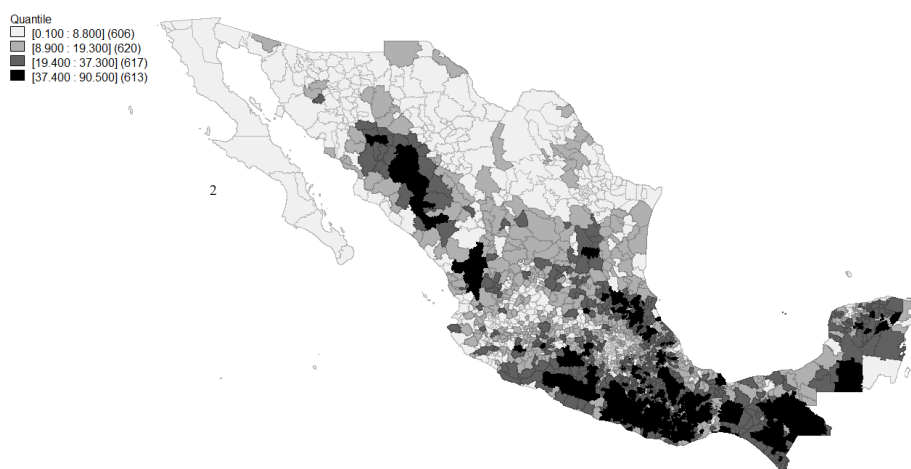 Quantile
[0.100 : 8.800] (606)
[8.900 : 19.300] (620)
[19.400 : 37.300] (617)
[37.400 : 90.500] (613)
2